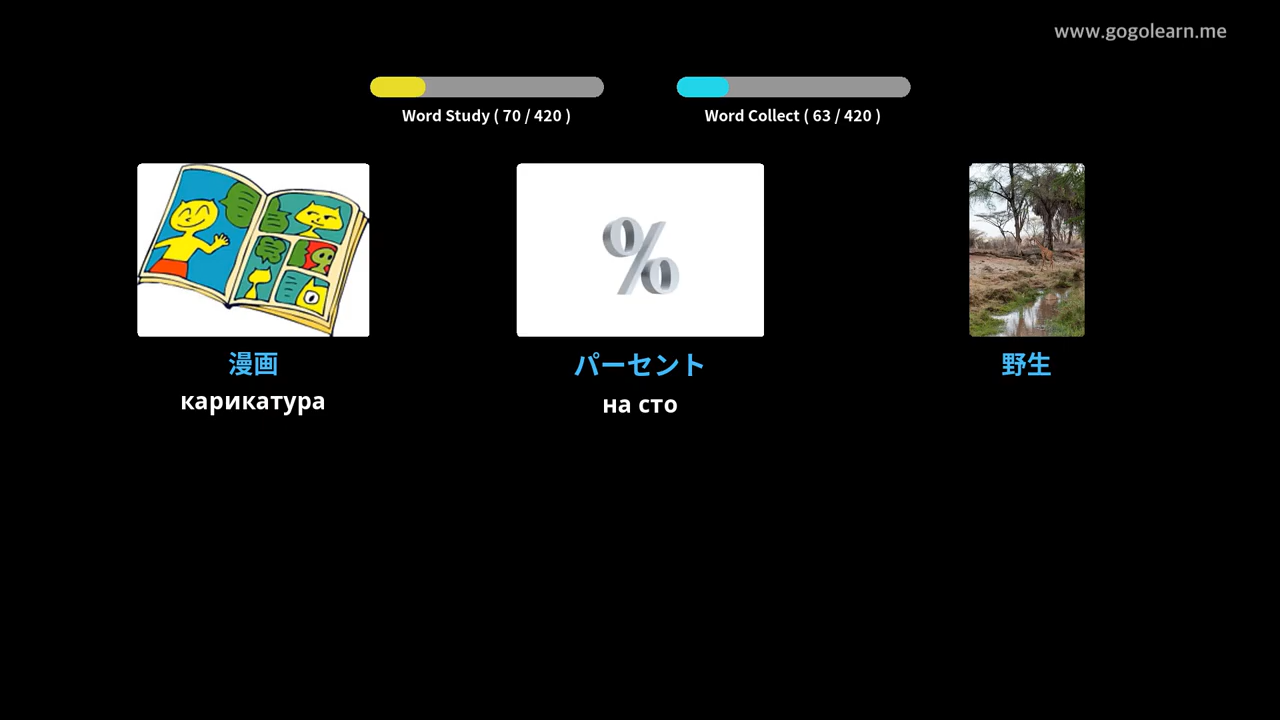 www.gogolearn.me
Word Study ( 70 / 420 )
Word Collect ( 63 / 420 )
%
漫画
パーセント
野生
карикатура
на сто